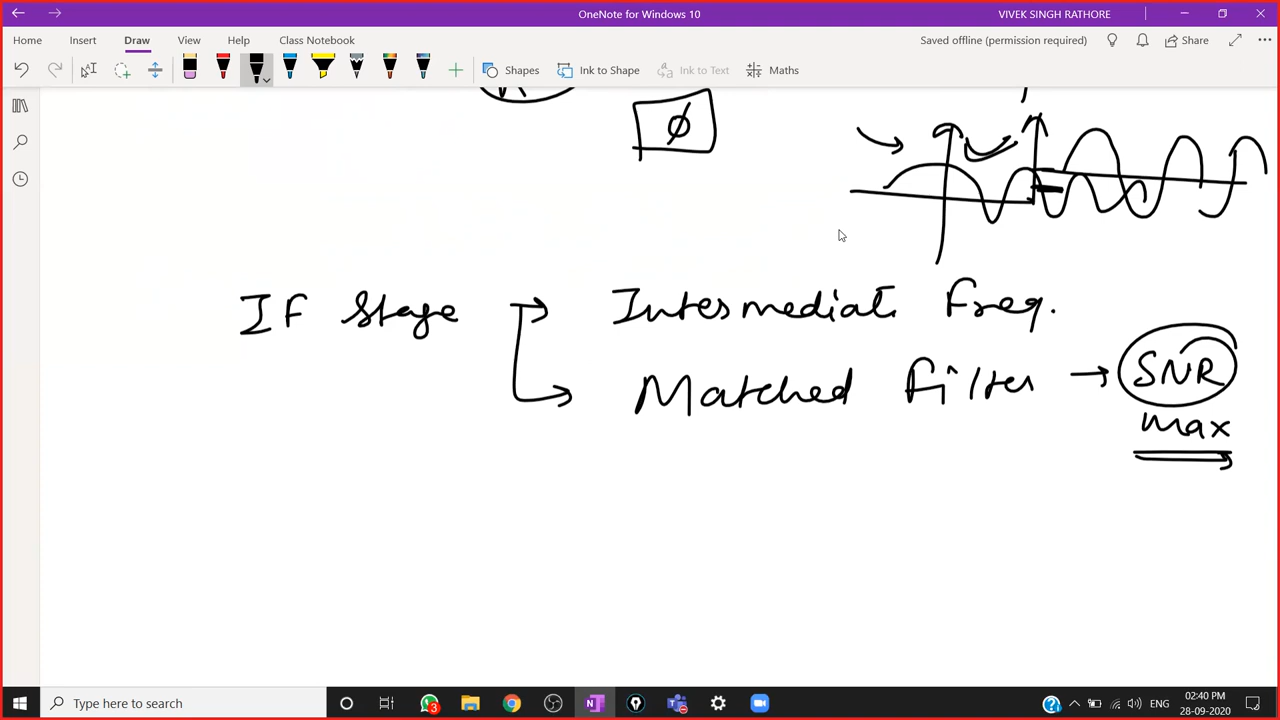 OneNote for Windows 10
VIVEK SINGH RATHORE
Home Insert Draw View Help Class Notebook
Saved offline (permission required)
Share
Shapes
Ink to Shape
Ink to Text
Maths
ϕ
IF Stage → Intermediati Freq.
→ Matched Filter → SNR
max
Type here to search
3
ENG
02:40 PM
28-09-2020